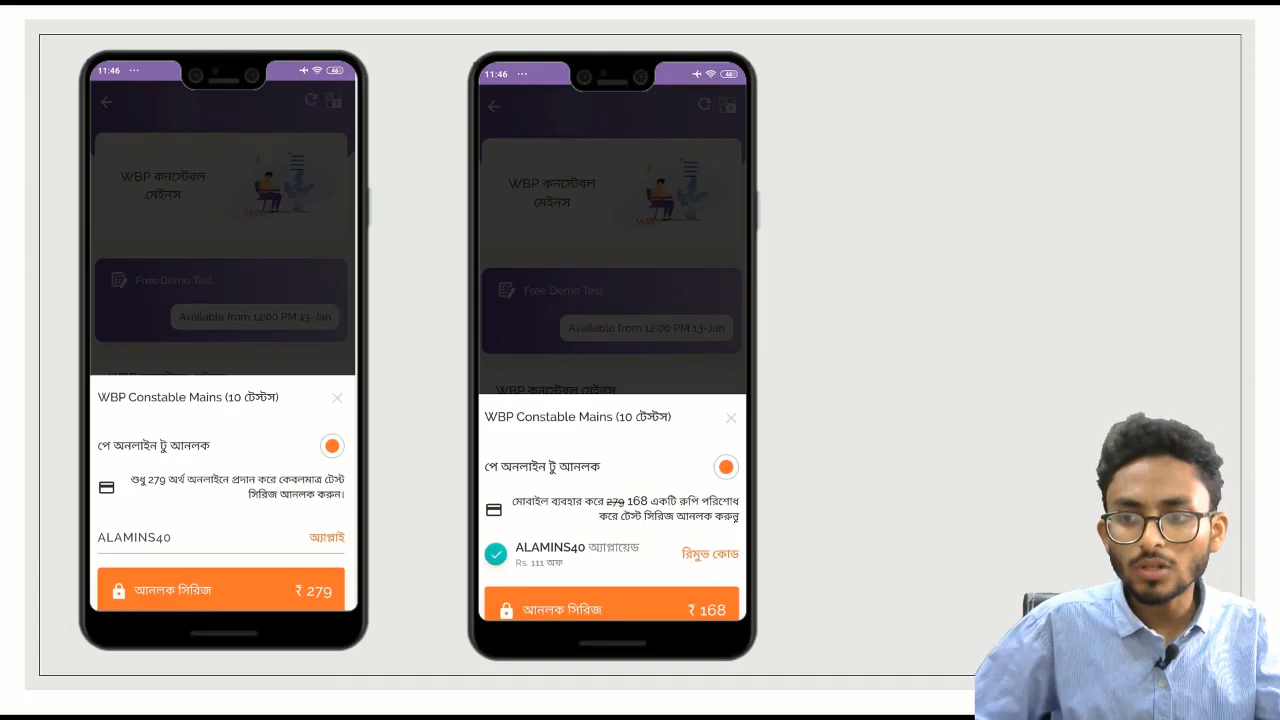 11:46 ...
46
WBP কনস্টেবল
মেইনস
Free Demo Test
Available from 12:00 PM 13-Jan
WBP Constable Mains (10 টেস্টস)
পে অনলাইন টু আনলক
শুধু 279 অর্থ অনলাইনে প্রদান করে কেবলমাত্র টেস্ট
সিরিজ আনলক করুন।
ALAMINS40 অ্যাপ্লাই
আনলক সিরিজ ₹ 279
11:46 ...
46
WBP কনস্টেবল
মেইনস
Free Demo Test
Available from 12:00 PM 13-Jan
WBP কনস্টেবল মেইনস
WBP Constable Mains (10 টেস্টস)
পে অনলাইন টু আনলক
মোবাইল ব্যবহার করে 279 168 একটি রুপি পরিশোধ
করে টেস্ট সিরিজ আনলক করুন্
ALAMINS40 অ্যাপ্লায়েড
Rs. 111 অফ
রিমুভ কোড
আনলক সিরিজ ₹ 168